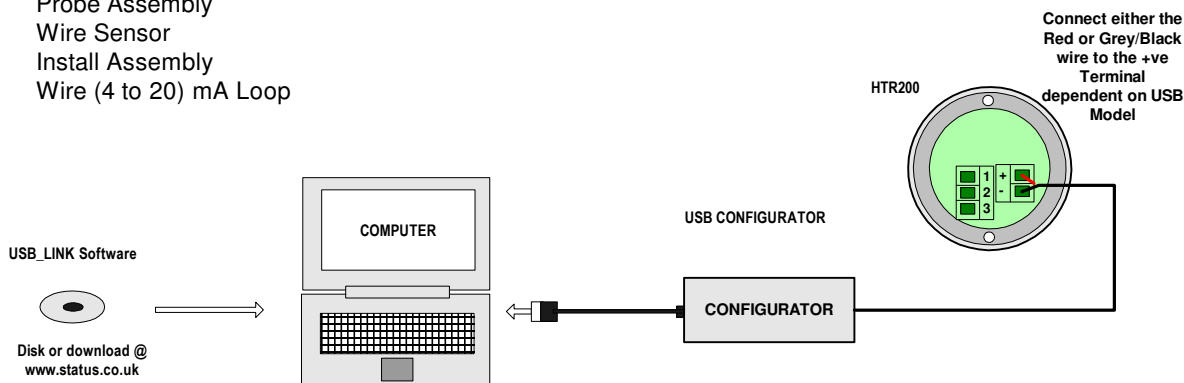 Probe Assembly
Wire Sensor
Install Assembly
Wire (4 to 20) mA Loop
Connect either the
Red or Grey/Black
wire to the +ve
Terminal
dependent on USB
Model
HTR200
1 +
2 -
3
USB CONFIGURATOR
COMPUTER
USB_LINK Software
CONFIGURATOR
Disk or download @
www.status.co.uk